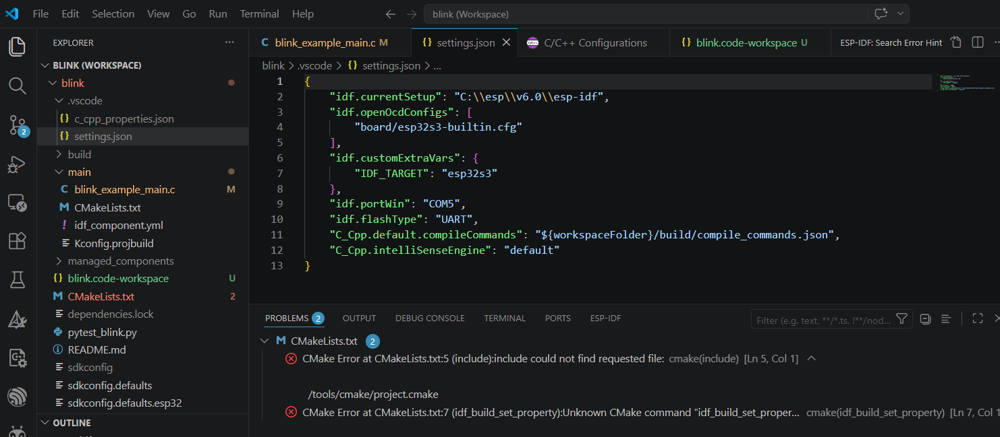 File Edit Selection View Go Run Terminal Help
blink (Workspace)
EXPLORER
BLINK (WORKSPACE)
blink
.vscode
{} c_cpp_properties.json
{} settings.json
build
main
C blink_example_main.c M
M CMakeLists.txt
! idf_component.yml
Kconfig.projbuild
managed_components
{} blink.code-workspace U
M CMakeLists.txt 2
dependencies.lock
pytest_blink.py
README.md
sdkconfig
sdkconfig.defaults
sdkconfig.defaults.esp32
OUTLINE
2
C blink_example_main.c M
{} settings.json
C/C++ C/C++ Configurations
{} blink.code-workspace U
ESP-IDF: Search Error Hint
blink > .vscode > {} settings.json > ...
1 {
2 "idf.currentSetup": "C:\\esp\\v6.0\\esp-idf",
3 "idf.openOcdConfigs": [
4 "board/esp32s3-builtin.cfg"
5 ],
6 "idf.customExtraVars": {
7 "IDF_TARGET": "esp32s3"
8 },
9 "idf.portWin": "COM5",
10 "idf.flashType": "UART",
11 "C_Cpp.default.compileCommands": "${workspaceFolder}/build/compile_commands.json",
12 "C_Cpp.intelliSenseEngine": "default"
13 }
PROBLEMS 2 OUTPUT DEBUG CONSOLE TERMINAL PORTS ESP-IDF
Filter (e.g. text, **/*.ts, !**/nod...
M CMakeLists.txt 2
CMake Error at CMakeLists.txt:5 (include):include could not find requested file: cmake(include) [Ln 5, Col 1]
/tools/cmake/project.cmake
CMake Error at CMakeLists.txt:7 (idf_build_set_property):Unknown CMake command "idf_build_set_proper... cmake(idf_build_set_property) [Ln 7, Col 1